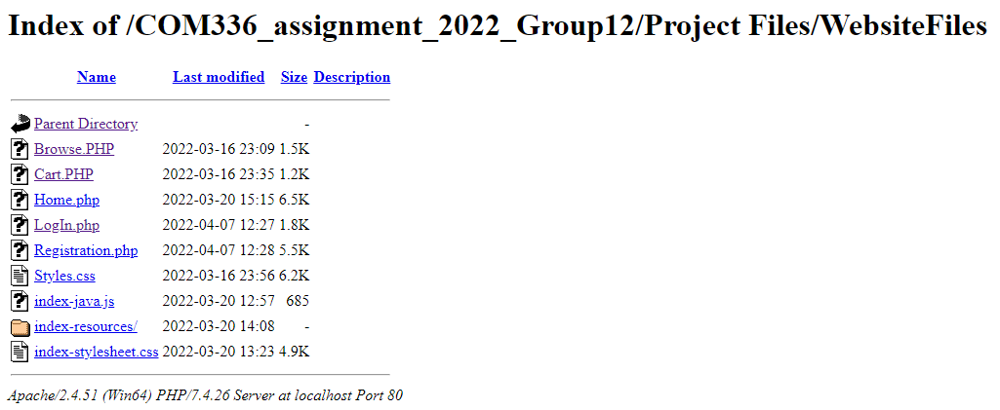 Index of /COM336_assignment_2022_Group12/Project Files/WebsiteFiles
Name Last modified Size Description
Parent Directory -
Browse.PHP 2022-03-16 23:09 1.5K
Cart.PHP 2022-03-16 23:35 1.2K
Home.php 2022-03-20 15:15 6.5K
LogIn.php 2022-04-07 12:27 1.8K
Registration.php 2022-04-07 12:28 5.5K
Styles.css 2022-03-16 23:56 6.2K
index-java.js 2022-03-20 12:57 685
index-resources/ 2022-03-20 14:08 -
index-stylesheet.css 2022-03-20 13:23 4.9K
Apache/2.4.51 (Win64) PHP/7.4.26 Server at localhost Port 80